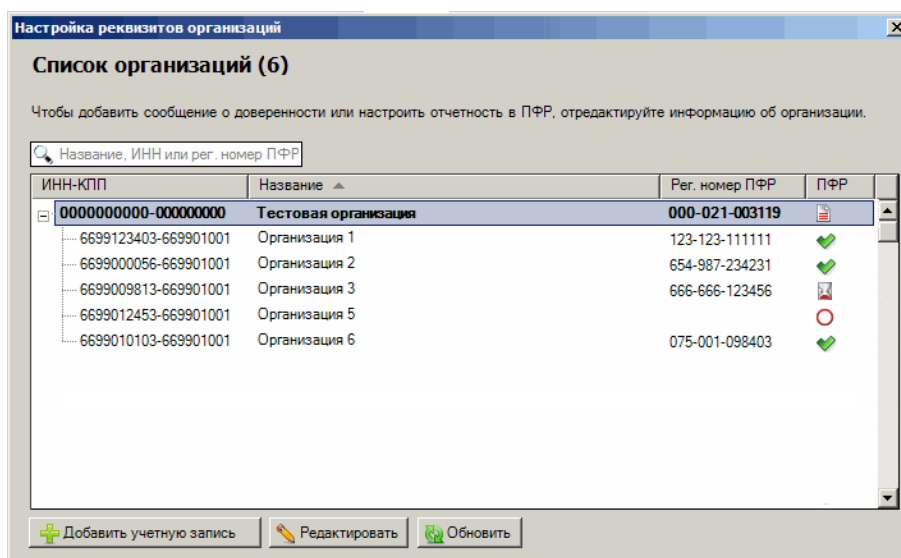 Настройка реквизитов организаций
Список организаций (6)
Чтобы добавить сообщение о доверенности или настроить отчетность в ПФР, отредактируйте информацию об организации.
Название, ИНН или рег. номер ПФР
ИНН-КПП Название Рег. номер ПФР ПФР
0000000000-000000000 Тестовая организация 000-021-003119
6699123403-669901001 Организация 1 123-123-111111
6699000056-669901001 Организация 2 654-987-234231
6699009813-669901001 Организация 3 666-666-123456
6699012453-669901001 Организация 5
6699010103-669901001 Организация 6 075-001-098403
Добавить учетную запись Редактировать Обновить